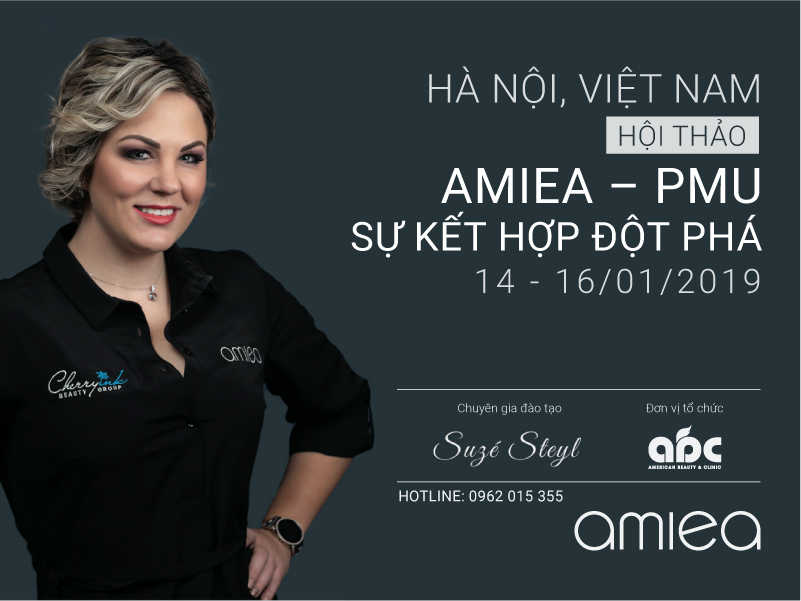 HÀ NỘI, VIỆT NAM
HỘI THẢO
AMIEA – PMU
SỰ KẾT HỢP ĐỘT PHÁ
14 - 16/01/2019
amiea
Cherryink
BEAUTY GROUP
Chuyên gia đào tạo
Đơn vị tổ chức
Suzé Steyl
abc
AMERICAN BEAUTY & CLINIC
HOTLINE: 0962 015 355
amiea